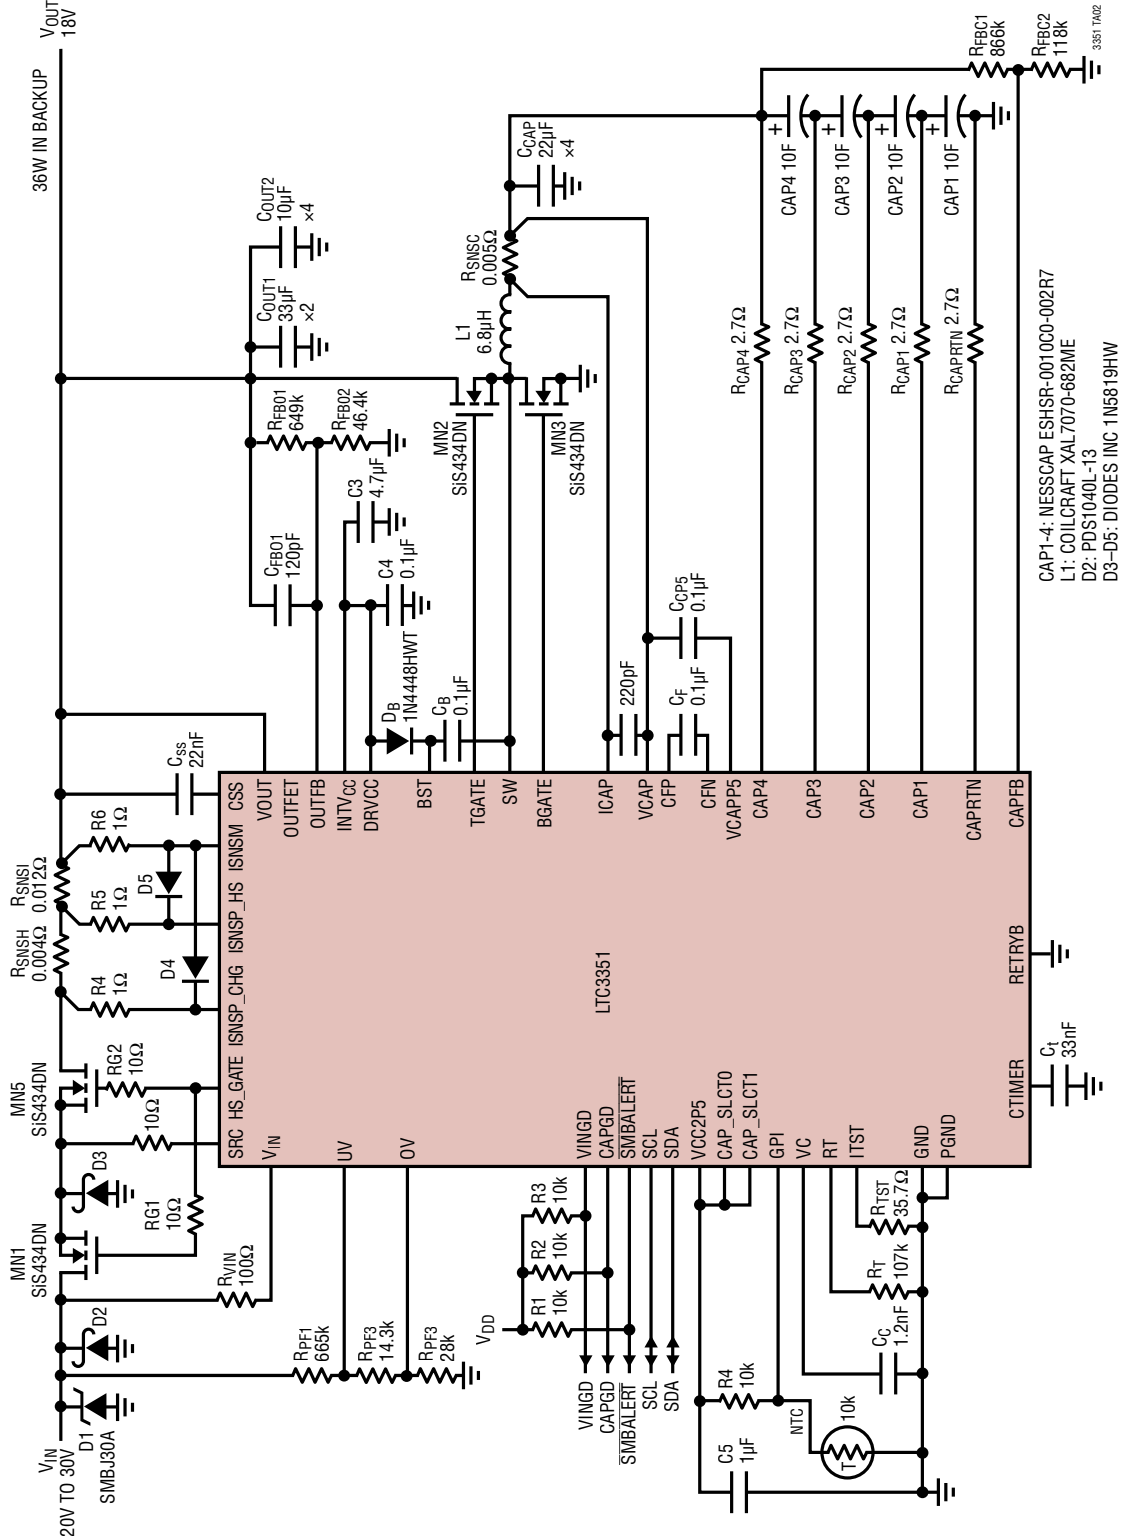 VIN
20V TO 30V
D1
SMBJ30A
D2
MN1
SiS434DN
D3
MN5
SiS434DN
RSNSH
0.004Ω
RSNSI
0.012Ω
36W IN BACKUP
VOUT
18V
RVIN
100Ω
RG1
10Ω
10Ω
RG2
10Ω
R4
1Ω
R5
1Ω
R6
1Ω
D4
D5
CSS
22nF
RPF1
665k
RPF3
14.3k
RPF3
28k
SRC
HS_GATE
ISNSP_CHG
ISNSP_HS
ISNSM
CSS
VIN
UV
OV
VINGD
CAPGD
SMBALERT
SCL
SDA
VCC2P5
CAP_SLCT0
CAP_SLCT1
GPI
VC
RT
ITST
GND
PGND
LTC3351
CTIMER
RETRYB
VOUT
OUTFET
OUTFB
INTVCC
DRVCC
BST
TGATE
SW
BGATE
ICAP
VCAP
CFP
CFN
VCAPP5
CAP4
CAP3
CAP2
CAP1
CAPRTN
CAPFB
VDD
R1
10k
R2
10k
R3
10k
VINGD
CAPGD
SMBALERT
SCL
SDA
C5
1µF
R4
10k
NTC
T
10k
CC
1.2nF
RT
107k
RTST
35.7Ω
Ct
33nF
CFBO1
120pF
RFBO1
649k
RFBO2
46.4k
COUT1
33µF
×2
COUT2
10µF
×4
C3
4.7µF
C4
0.1µF
DB
1N4448HWT
CB
0.1µF
MN2
SiS434DN
MN3
SiS434DN
L1
6.8µH
RSNSC
0.005Ω
CCAP
22µF
×4
220pF
CF
0.1µF
CCP5
0.1µF
RCAP4 2.7Ω
RCAP3 2.7Ω
RCAP2 2.7Ω
RCAP1 2.7Ω
RCAPRTN 2.7Ω
+
CAP4 10F
+
CAP3 10F
+
CAP2 10F
+
CAP1 10F
RFBC1
866k
RFBC2
118k
3351 TA02
CAP1-4: NESSCAP ESHSR-0010C0-002R7
L1: COILCRAFT XAL7070-682ME
D2: PDS1040L-13
D3–D5: DIODES INC 1N5819HW